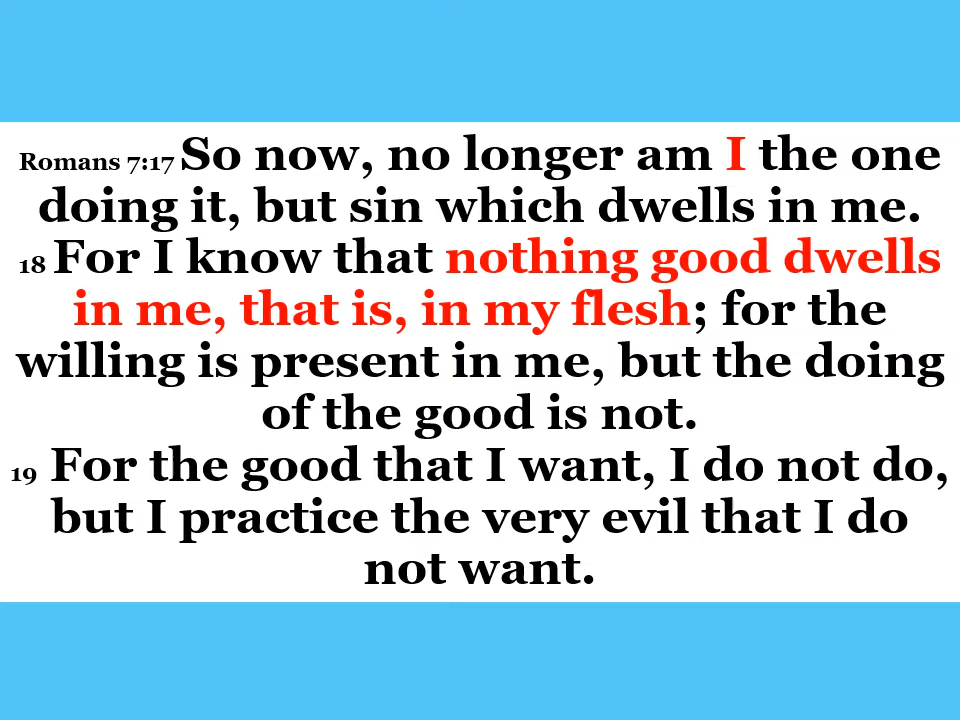 Romans 7:17 So now, no longer am I the one
doing it, but sin which dwells in me.
18 For I know that nothing good dwells
in me, that is, in my flesh; for the
willing is present in me, but the doing
of the good is not.
19 For the good that I want, I do not do,
but I practice the very evil that I do
not want.